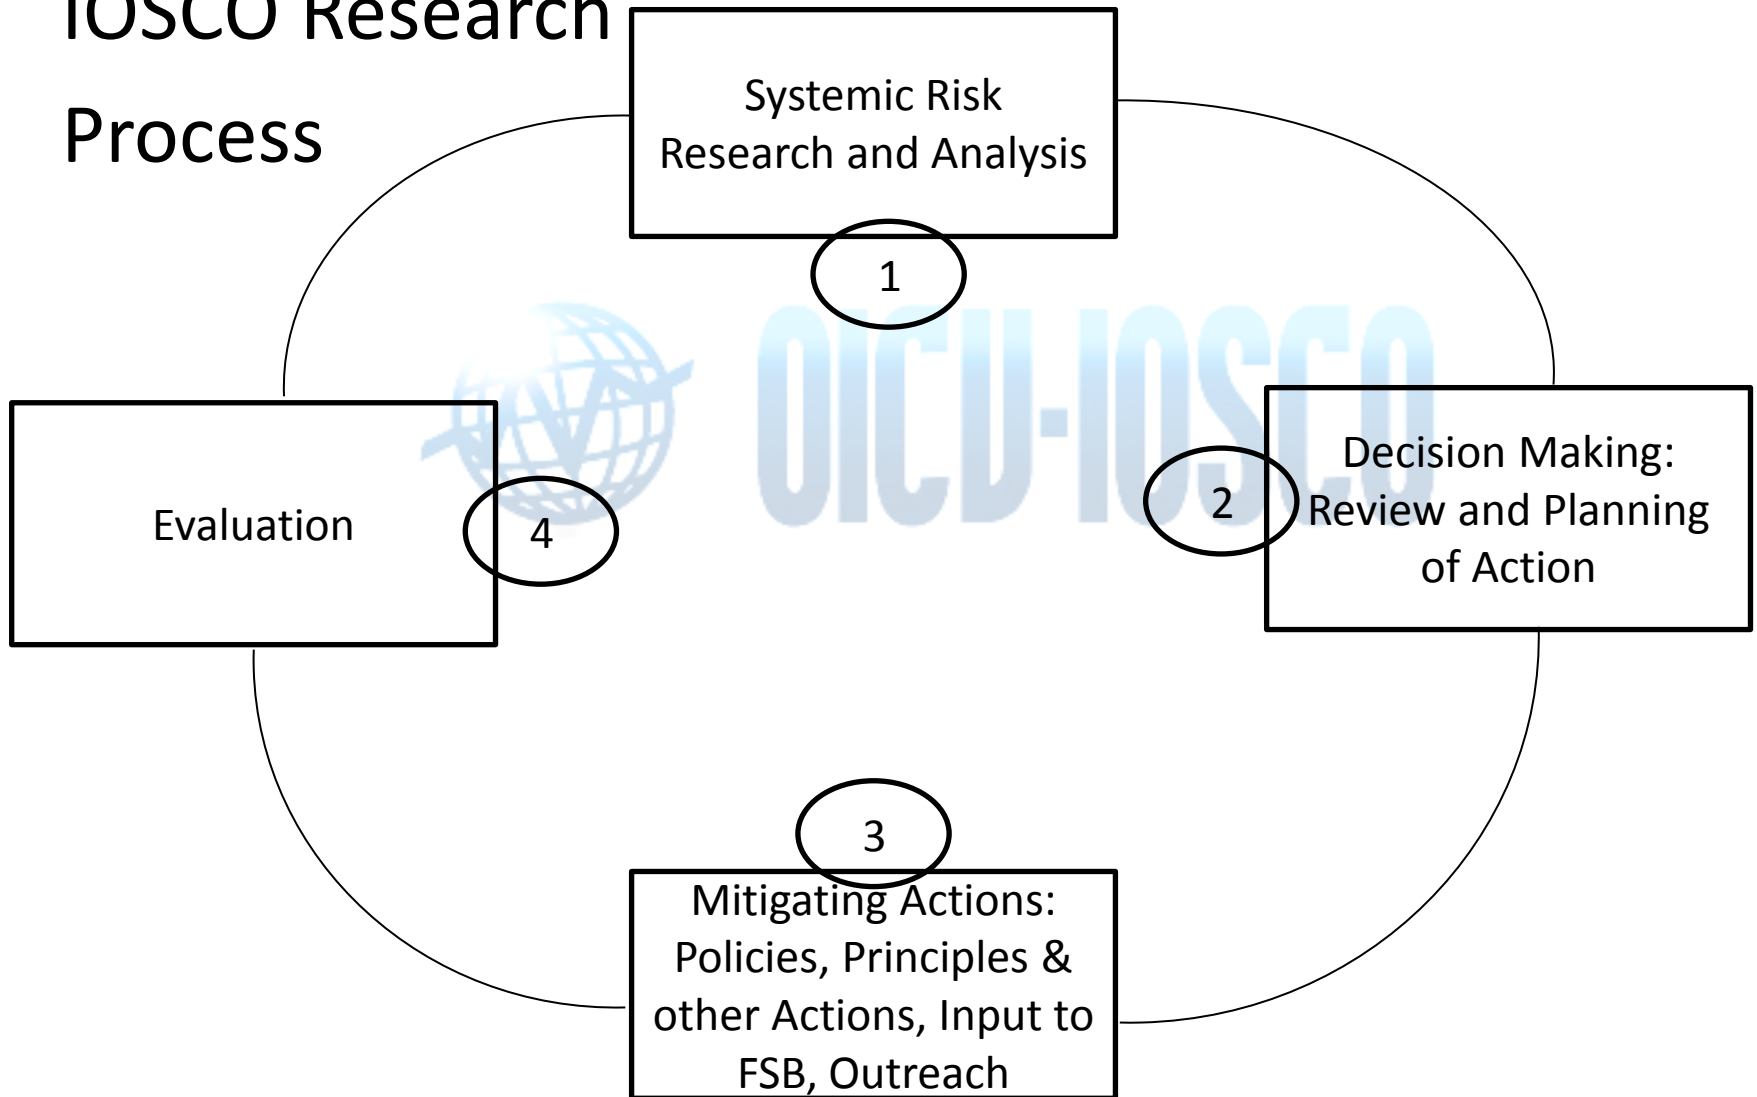 IOSCO Research
Process
Systemic Risk
Research and Analysis
1
OICU-IOSCO
Decision Making:
Review and Planning
of Action
2
Evaluation
4
3
Mitigating Actions:
Policies, Principles &
other Actions, Input to
FSB, Outreach